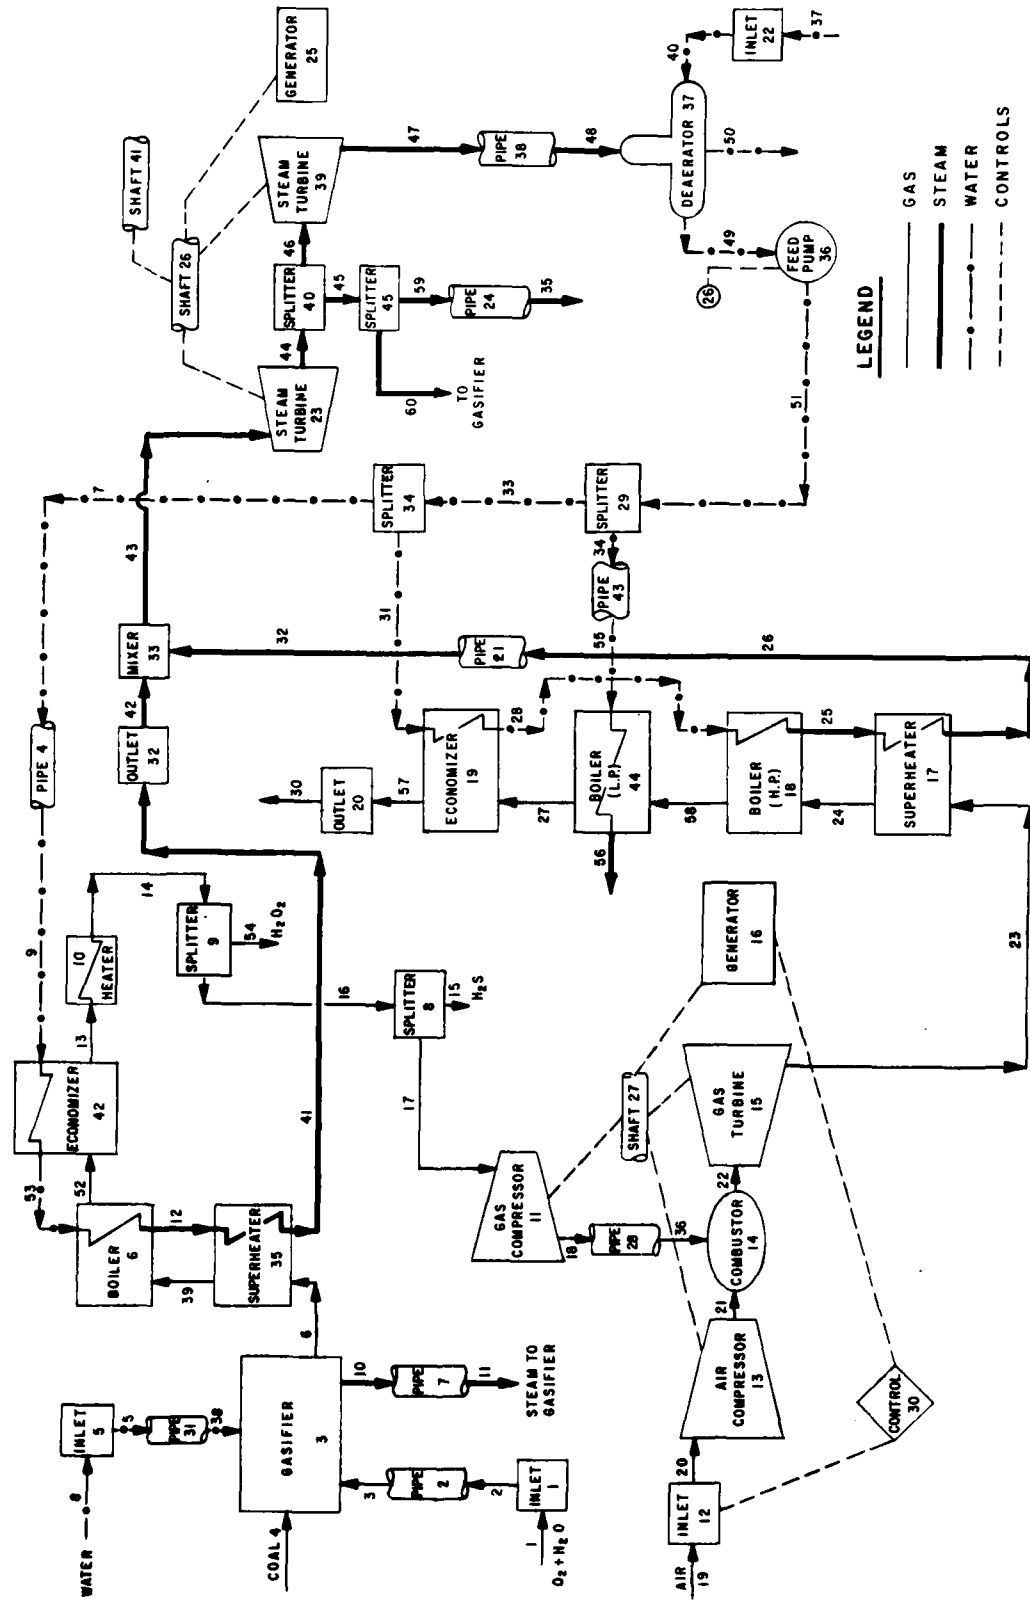 WATER
8
INLET
5
5
PIPE
31
38
COAL 4
GASIFIER
3
3
PIPE
2
2
INLET
1
1
O₂+H₂O
10
PIPE
7
11
STEAM TO
GASIFIER
6
SUPERHEATER
35
39
BOILER
6
12
53
52
ECONOMIZER
42
41
13
10
HEATER
14
SPLITTER
9
54
H₂O₂
16
SPLITTER
8
15
H₂S
17
GAS
COMPRESSOR
11
18
PIPE
28
36
AIR
19
INLET
12
20
AIR
COMPRESSOR
13
21
COMBUSTOR
14
22
GAS
TURBINE
15
SHAFT 27
GENERATOR
16
CONTROL
30
23
9
PIPE 4
7
OUTLET
32
42
MIXER
33
43
32
PIPE
21
26
30
OUTLET
20
57
ECONOMIZER
19
28
27
BOILER
(L.P.)
44
56
55
58
BOILER
(H.P.)
18
25
24
SUPERHEATER
17
31
SPLITTER
34
33
SPLITTER
29
34
PIPE
43
51
STEAM
TURBINE
23
44
SPLITTER
40
45
SPLITTER
45
46
59
PIPE
24
35
60
TO
GASIFIER
STEAM
TURBINE
39
SHAFT 26
SHAFT 41
GENERATOR
25
47
PIPE
38
48
DEAERATOR 37
40
INLET
22
37
50
49
FEED
PUMP
36
26
LEGEND
GAS
STEAM
WATER
CONTROLS